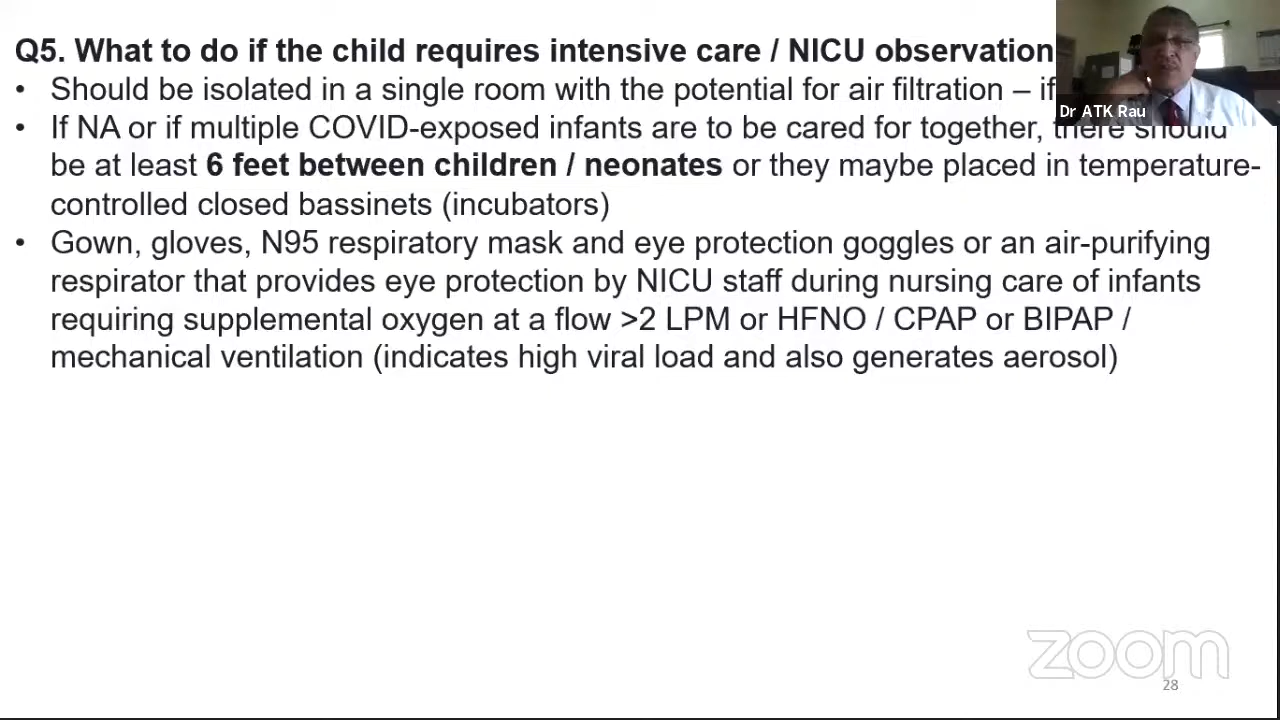 Q5. What to do if the child requires intensive care / NICU observation
• Should be isolated in a single room with the potential for air filtration – if
Dr ATK Rau
• If NA or if multiple COVID-exposed infants are to be cared for together, there should
be at least 6 feet between children / neonates or they maybe placed in temperature-
controlled closed bassinets (incubators)
• Gown, gloves, N95 respiratory mask and eye protection goggles or an air-purifying
respirator that provides eye protection by NICU staff during nursing care of infants
requiring supplemental oxygen at a flow >2 LPM or HFNO / CPAP or BIPAP /
mechanical ventilation (indicates high viral load and also generates aerosol)
zoom
28